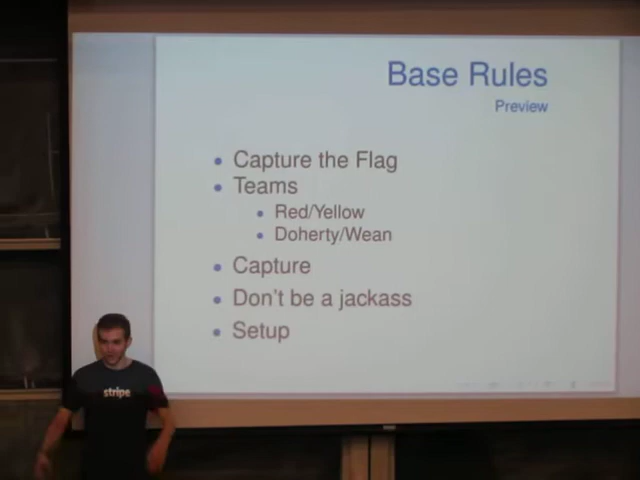 Base Rules
Preview
Capture the Flag
Teams
Red/Yellow
Doherty/Wean
Capture
Don't be a jackass
Setup
stripe